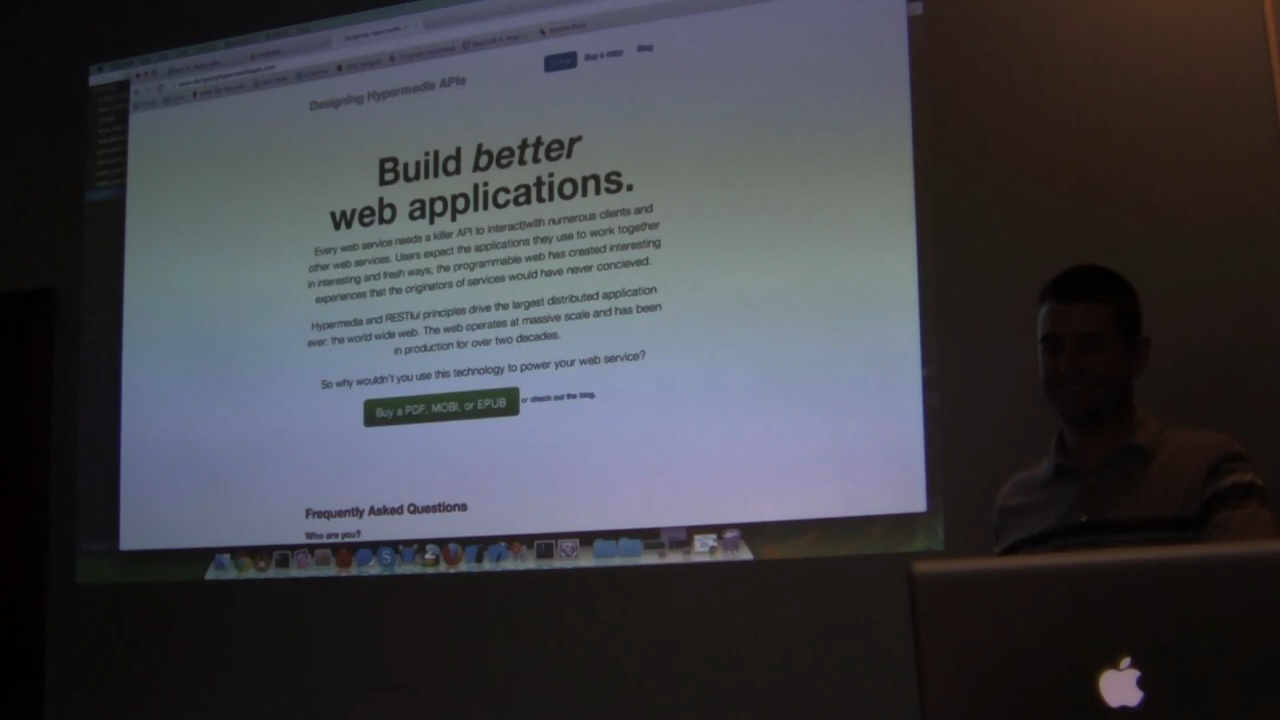 Buy a copy
Blog
Designing Hypermedia APIs
Build better
web applications.
Every web service needs a killer API to interact with numerous clients and
other web services. Users expect the applications they use to work together
in interesting and fresh ways; the programmable web has created interesting
experiences that the originators of services would have never concieved.
Hypermedia and RESTful principles drive the largest distributed application
ever: the world wide web. The web operates at massive scale and has been
in production for over two decades.
So why wouldn't you use this technology to power your web service?
Buy a PDF, MOBI, or EPUB or check out the blog.
Frequently Asked Questions
Who are you?